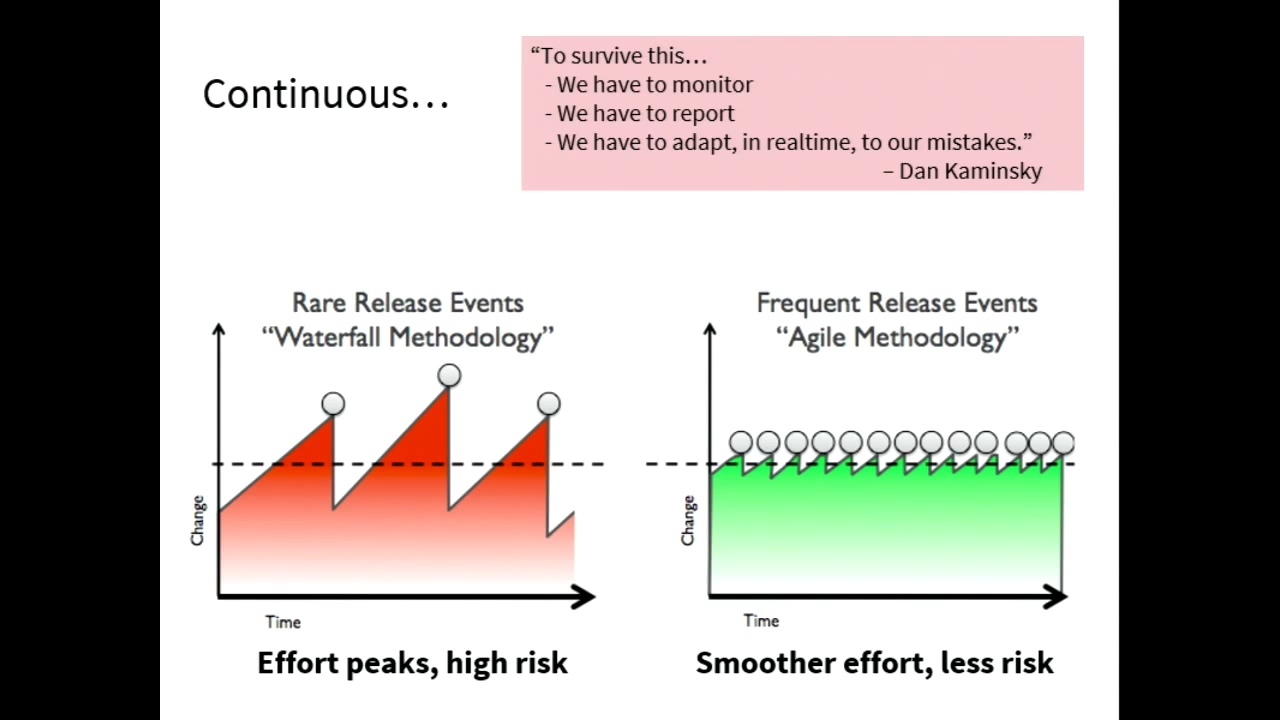 Continuous…
“To survive this…
- We have to monitor
- We have to report
- We have to adapt, in realtime, to our mistakes.”
– Dan Kaminsky
Rare Release Events
“Waterfall Methodology”
Change
Time
Effort peaks, high risk
Frequent Release Events
“Agile Methodology”
Change
Time
Smoother effort, less risk